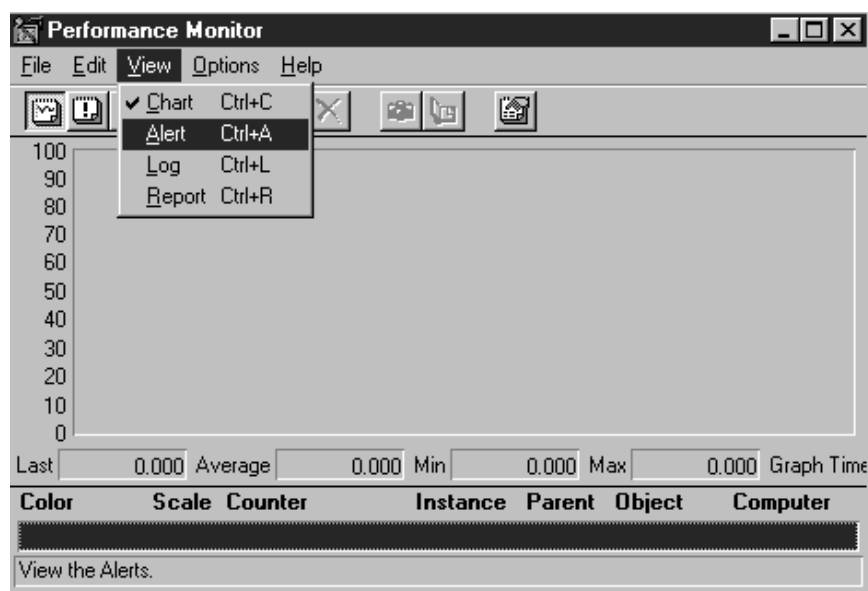 Performance Monitor
File Edit View Options Help
Chart Ctrl+C
Alert Ctrl+A
Log Ctrl+L
Report Ctrl+R
100
90
80
70
60
50
40
30
20
10
0
Last 0.000 Average 0.000 Min 0.000 Max 0.000 Graph Time
Color Scale Counter Instance Parent Object Computer
View the Alerts.